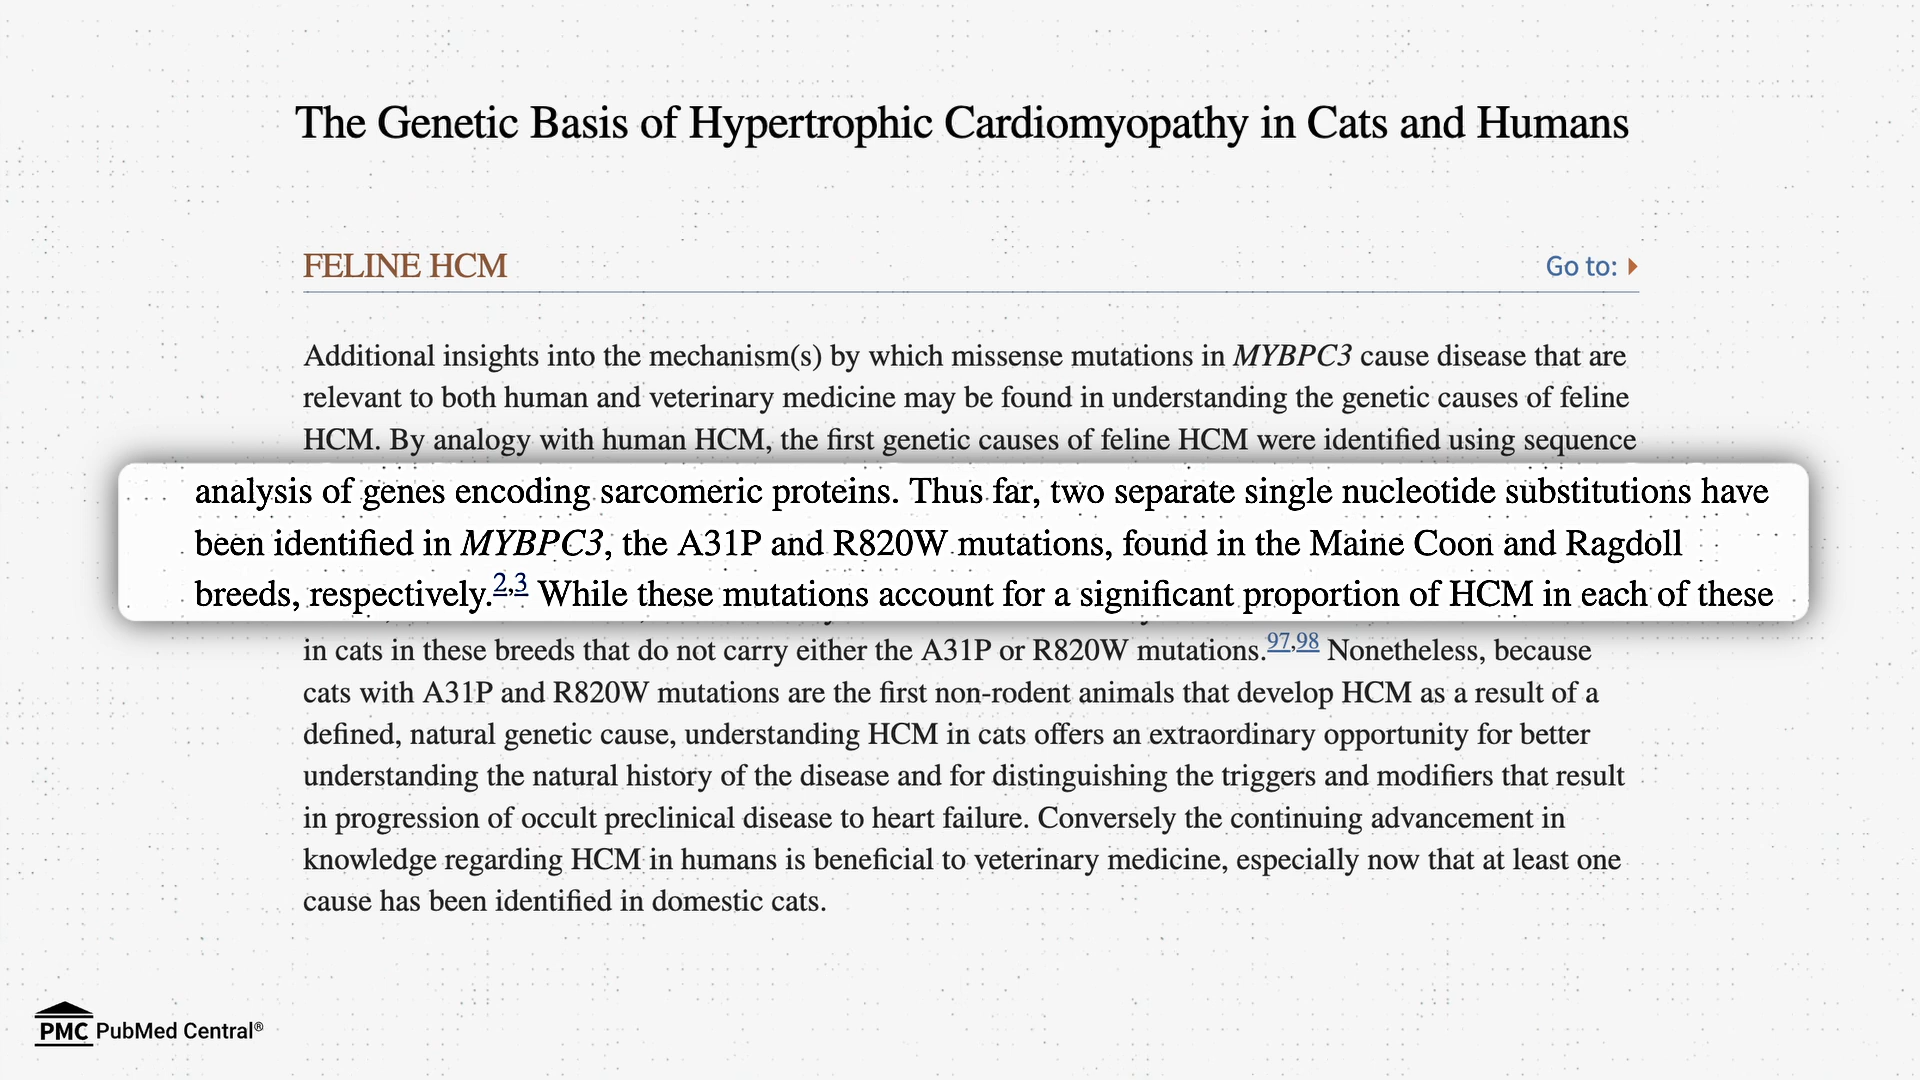 The Genetic Basis of Hypertrophic Cardiomyopathy in Cats and Humans
FELINE HCM
Go to:
Additional insights into the mechanism(s) by which missense mutations in MYBPC3 cause disease that are
relevant to both human and veterinary medicine may be found in understanding the genetic causes of feline
HCM. By analogy with human HCM, the first genetic causes of feline HCM were identified using sequence
analysis of genes encoding sarcomeric proteins. Thus far, two separate single nucleotide substitutions have
been identified in MYBPC3, the A31P and R820W mutations, found in the Maine Coon and Ragdoll
breeds, respectively.2,3 While these mutations account for a significant proportion of HCM in each of these
in cats in these breeds that do not carry either the A31P or R820W mutations.97,98 Nonetheless, because
cats with A31P and R820W mutations are the first non-rodent animals that develop HCM as a result of a
defined, natural genetic cause, understanding HCM in cats offers an extraordinary opportunity for better
understanding the natural history of the disease and for distinguishing the triggers and modifiers that result
in progression of occult preclinical disease to heart failure. Conversely the continuing advancement in
knowledge regarding HCM in humans is beneficial to veterinary medicine, especially now that at least one
cause has been identified in domestic cats.
PMC PubMed Central®